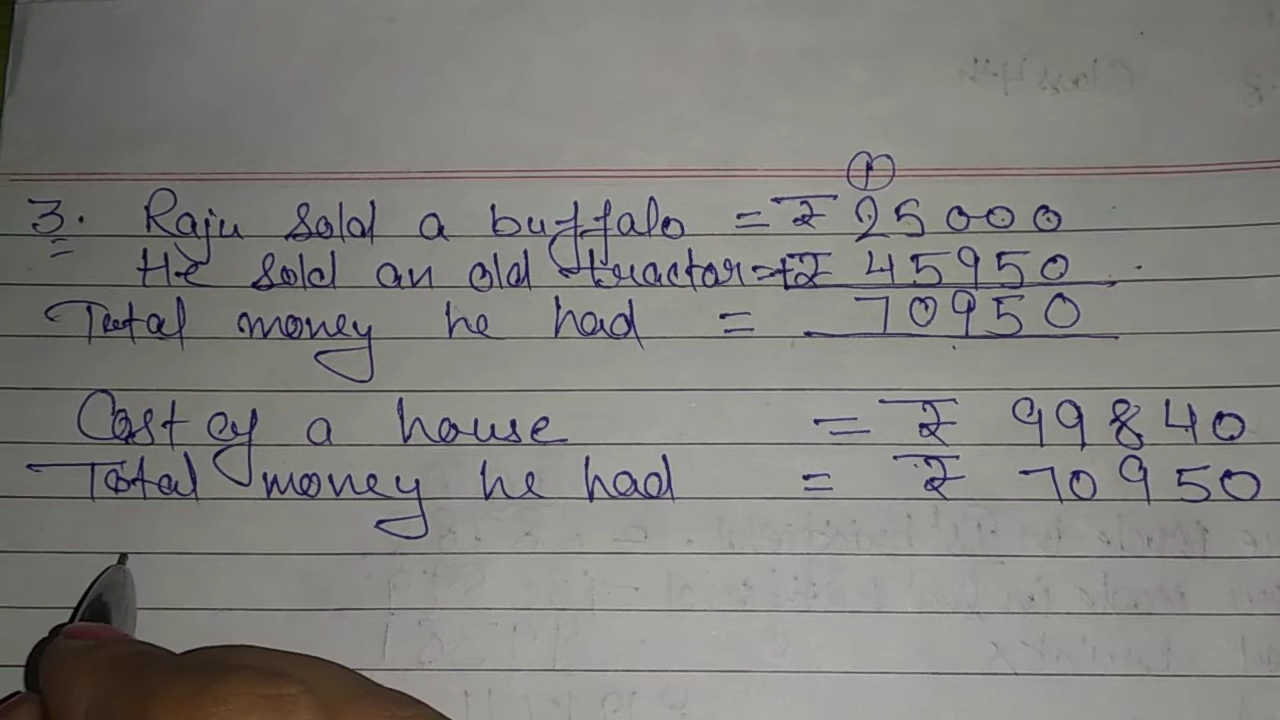 1
3. Raju sold a buffalo = ₹ 25000
He sold an old tractor = +₹ 45950
Total money he had = 70950
Cost of a house = ₹ 99840
Total money he had = ₹ 70950